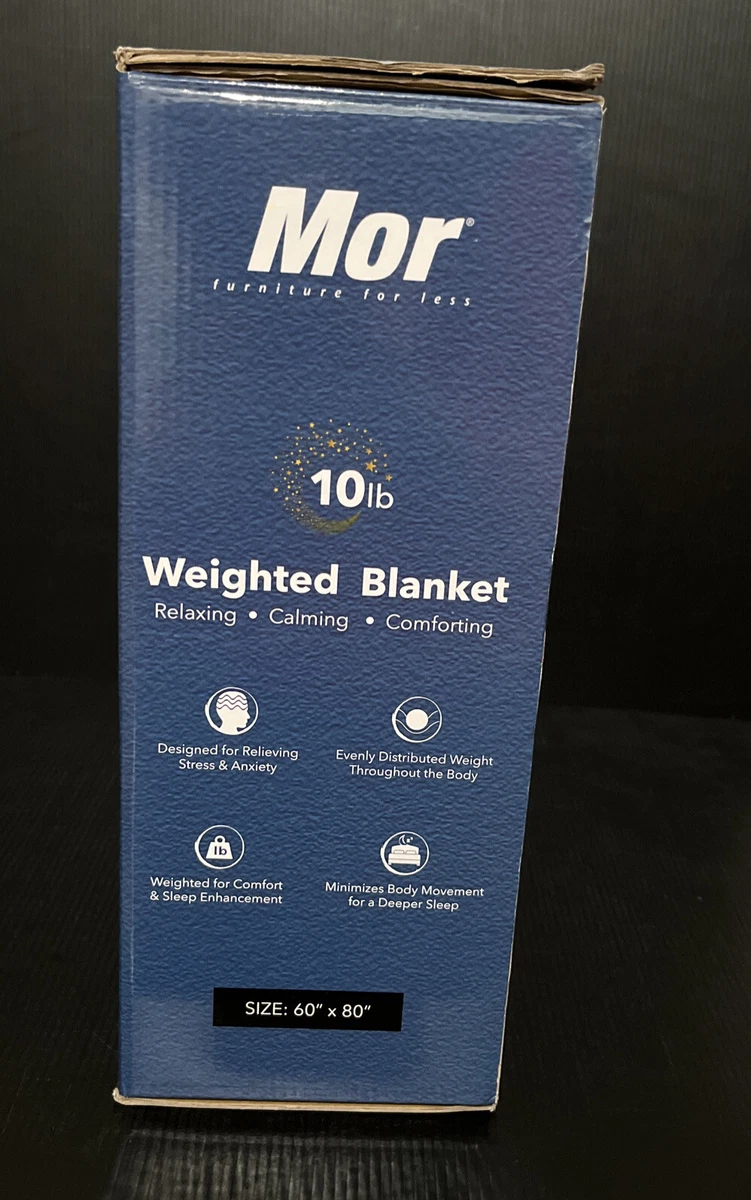 Mor®
furniture for less
10lb
Weighted Blanket
Relaxing • Calming • Comforting
Designed for Relieving
Stress & Anxiety
Evenly Distributed Weight
Throughout the Body
lb
Weighted for Comfort
& Sleep Enhancement
Minimizes Body Movement
for a Deeper Sleep
SIZE: 60" x 80"